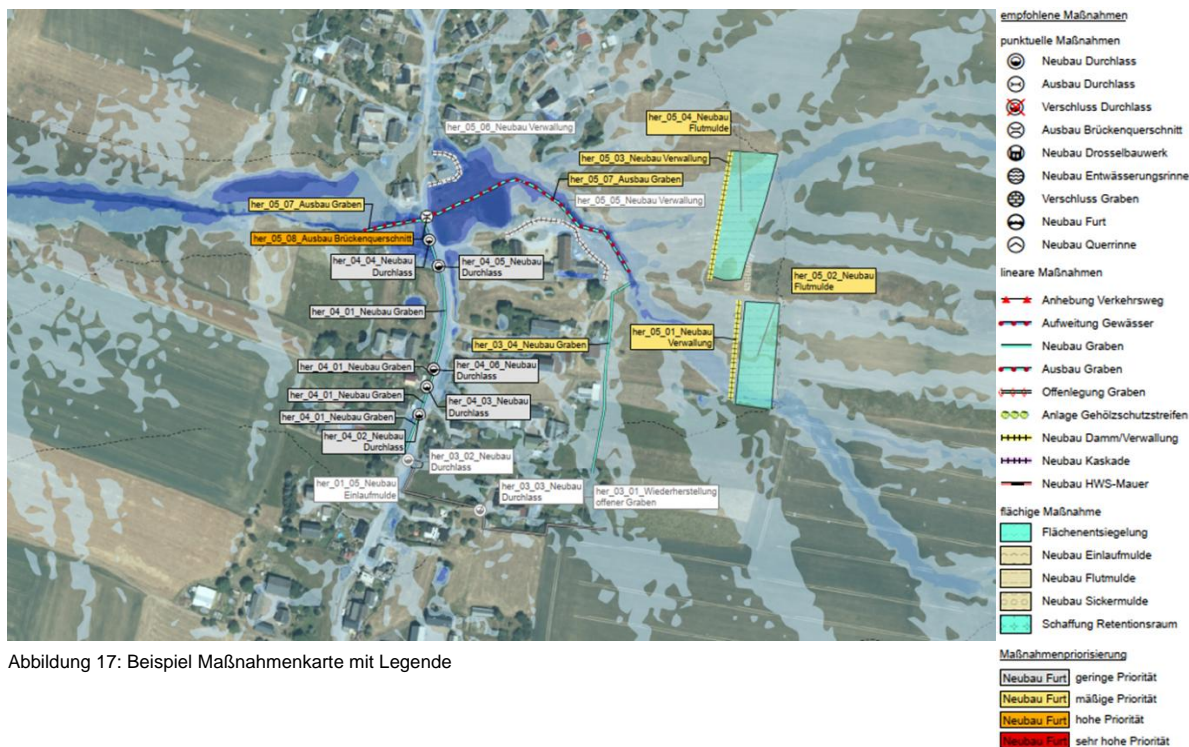 her_05_06_Neubau Verwallung
her_05_04_Neubau
Flutmulde
her_05_03_Neubau Verwallung
her_05_07_Ausbau Graben
her_05_05_Neubau Verwallung
her_05_07_Ausbau Graben
her_05_08_Ausbau Brückenquerschnitt
her_04_04_Neubau
Durchlass
her_04_05_Neubau
Durchlass
her_05_02_Neubau
Flutmulde
her_04_01_Neubau Graben
her_03_04_Neubau Graben
her_05_01_Neubau
Verwallung
her_04_01_Neubau Graben
her_04_06_Neubau
Durchlass
her_04_01_Neubau Graben
her_04_03_Neubau
Durchlass
her_04_01_Neubau Graben
her_04_02_Neubau
Durchlass
her_03_02_Neubau
Durchlass
her_01_05_Neubau
Einlaufmulde
her_03_03_Neubau
Durchlass
her_03_01_Wiederherstellung
offener Graben
empfohlene Maßnahmen
punktuelle Maßnahmen
Neubau Durchlass
Ausbau Durchlass
Verschluss Durchlass
Ausbau Brückenquerschnitt
Neubau Drosselbauwerk
Neubau Entwässerungsrinne
Verschluss Graben
Neubau Furt
Neubau Querrinne
lineare Maßnahmen
Anhebung Verkehrsweg
Aufweitung Gewässer
Neubau Graben
Ausbau Graben
Offenlegung Graben
Anlage Gehölzschutzstreifen
Neubau Damm/Verwallung
Neubau Kaskade
Neubau HWS-Mauer
flächige Maßnahme
Flächenentsiegelung
Neubau Einlaufmulde
Neubau Flutmulde
Neubau Sickermulde
Schaffung Retentionsraum
Maßnahmenpriorisierung
Neubau Furt geringe Priorität
Neubau Furt mäßige Priorität
Neubau Furt hohe Priorität
Neubau Furt sehr hohe Priorität
Abbildung 17: Beispiel Maßnahmenkarte mit Legende